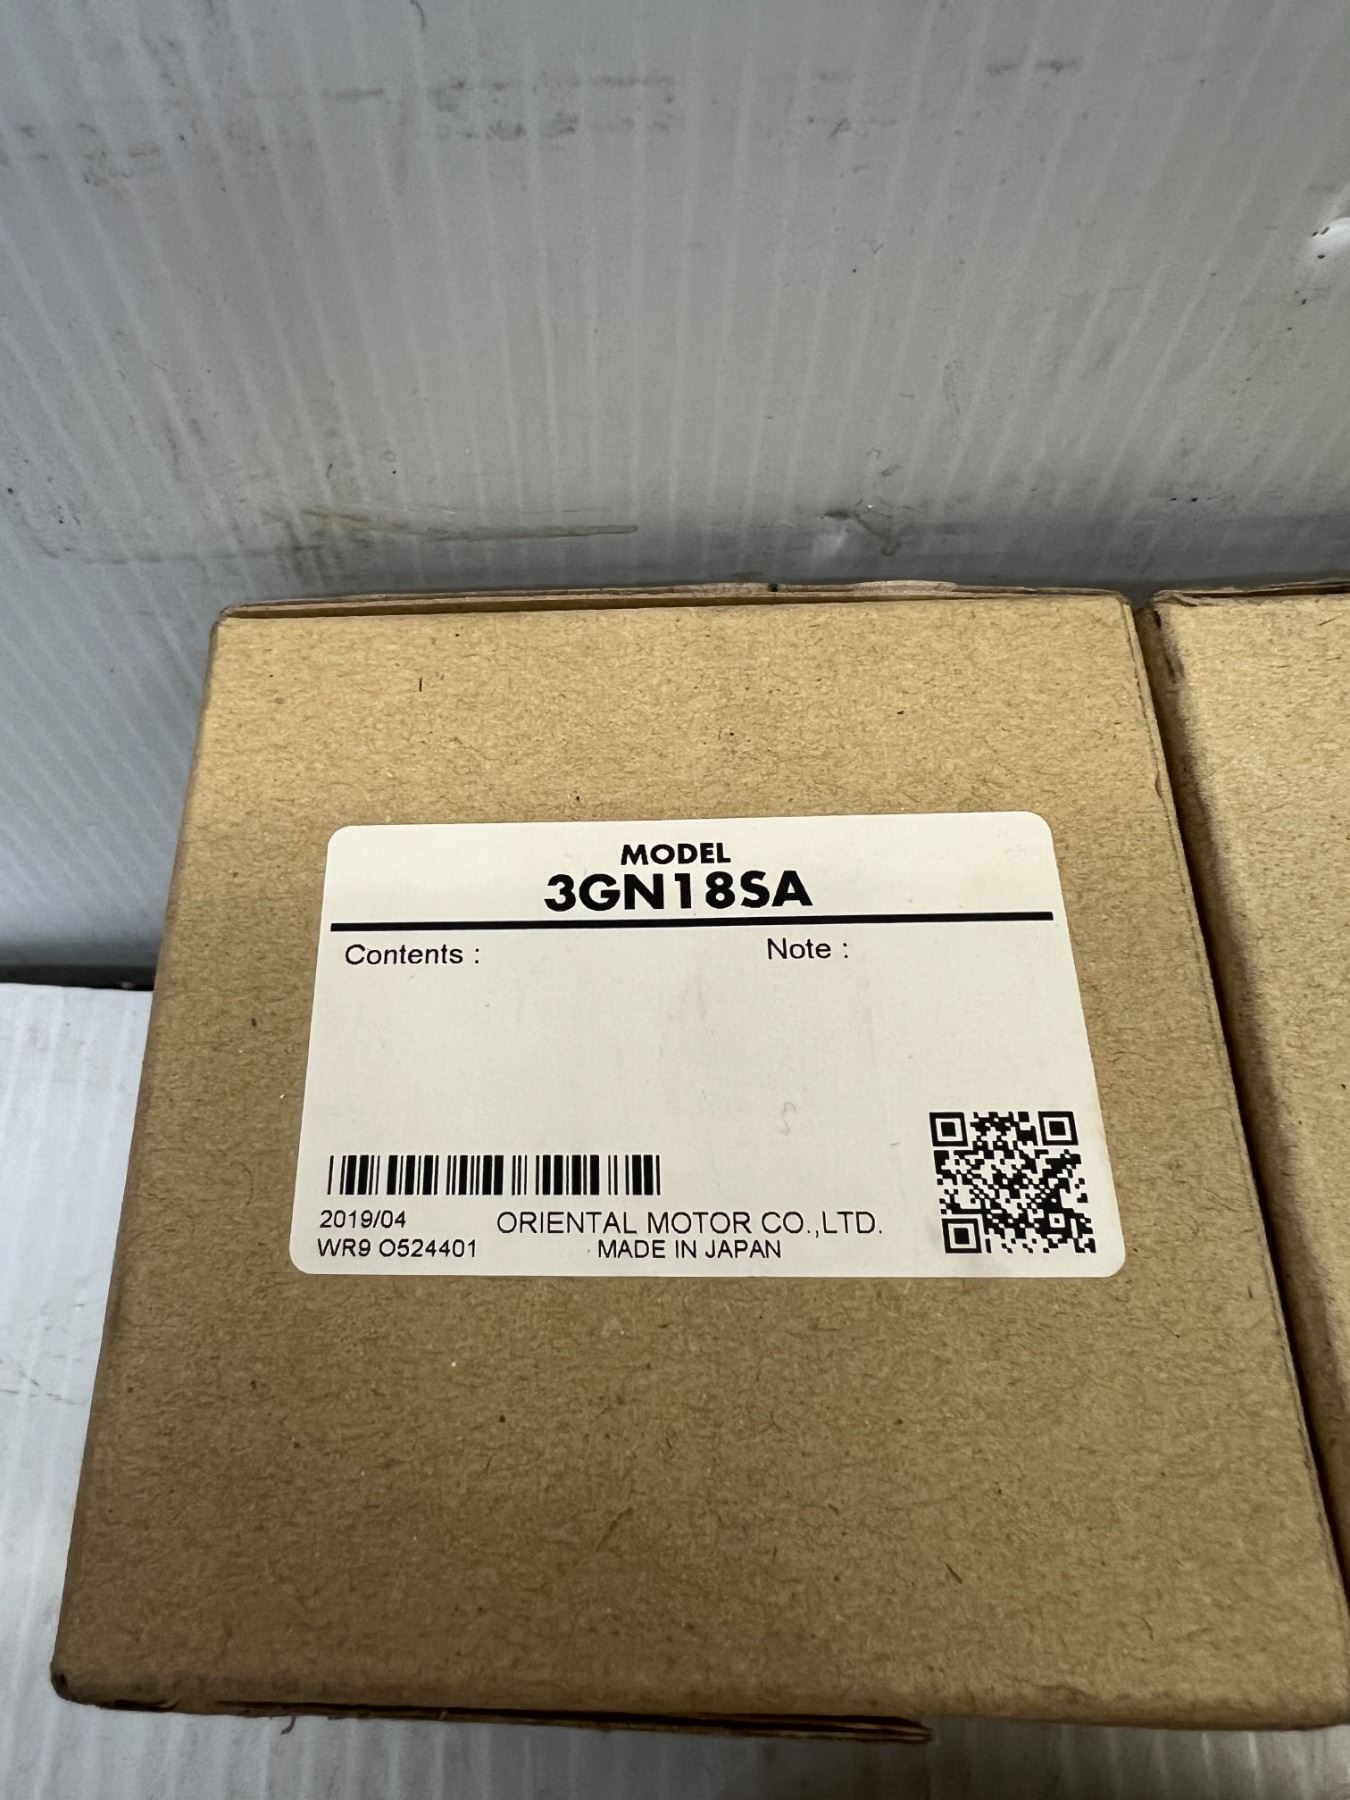 MODEL
3GN18SA
Contents :
Note :
2019/04
ORIENTAL MOTOR CO.,LTD.
WR9 O524401
MADE IN JAPAN